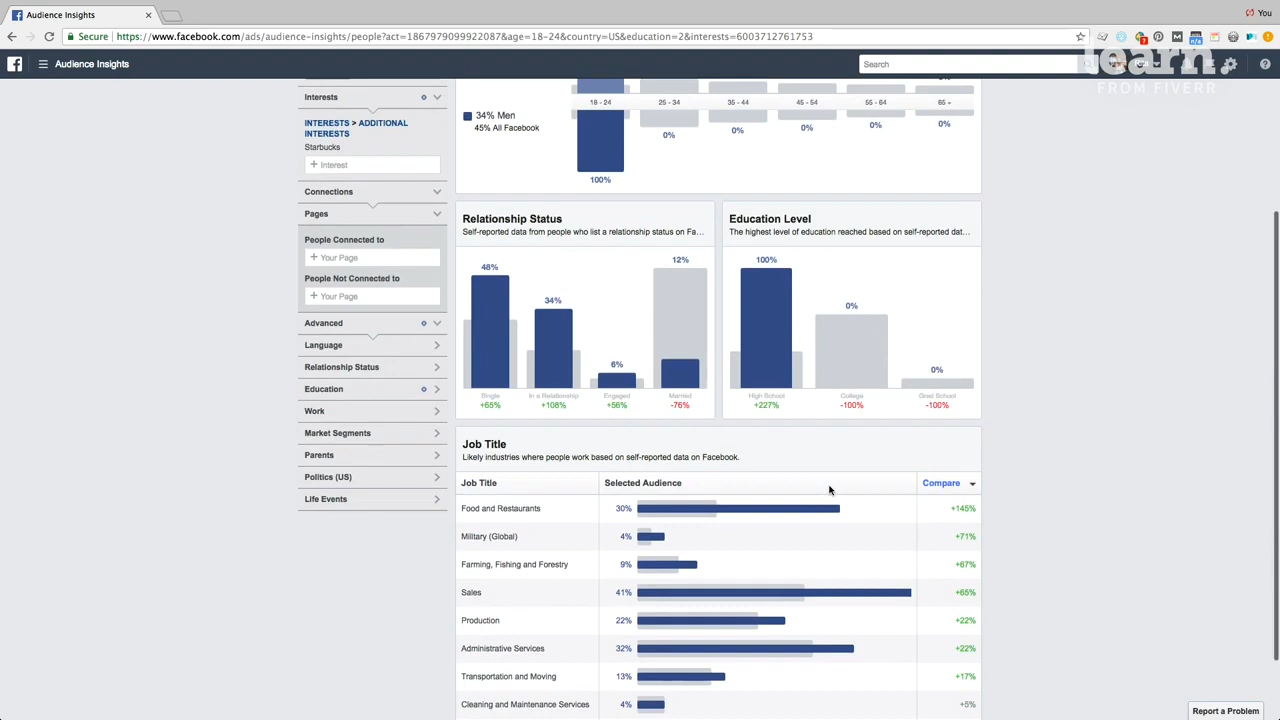 Audience Insights
You
Secure https://www.facebook.com/ads/audience-insights/people?act=1867979099922087&age=18-24&country=US&education=2&interests=6003712761753
Audience Insights
Search
learn.
FROM FIVERR
Interests
INTERESTS > ADDITIONAL
INTERESTS
Starbucks
+ Interest
Connections
Pages
People Connected to
+ Your Page
People Not Connected to
+ Your Page
Advanced
Language
Relationship Status
Education
Work
Market Segments
Parents
Politics (US)
Life Events
34% Men
45% All Facebook
18 - 24 25 - 34 35 - 44 45 - 54 55 - 64 65 +
100% 0% 0% 0% 0% 0%
Relationship Status
Self-reported data from people who list a relationship status on Fa...
48% 34% 6% 12%
Single In a Relationship Engaged Married
+65% +108% +56% -76%
Education Level
The highest level of education reached based on self-reported dat...
100% 0% 0%
High School College Grad School
+227% -100% -100%
Job Title
Likely industries where people work based on self-reported data on Facebook.
Job Title Selected Audience Compare
Food and Restaurants 30% +145%
Military (Global) 4% +71%
Farming, Fishing and Forestry 9% +67%
Sales 41% +65%
Production 22% +22%
Administrative Services 32% +22%
Transportation and Moving 13% +17%
Cleaning and Maintenance Services 4% +5%
Report a Problem